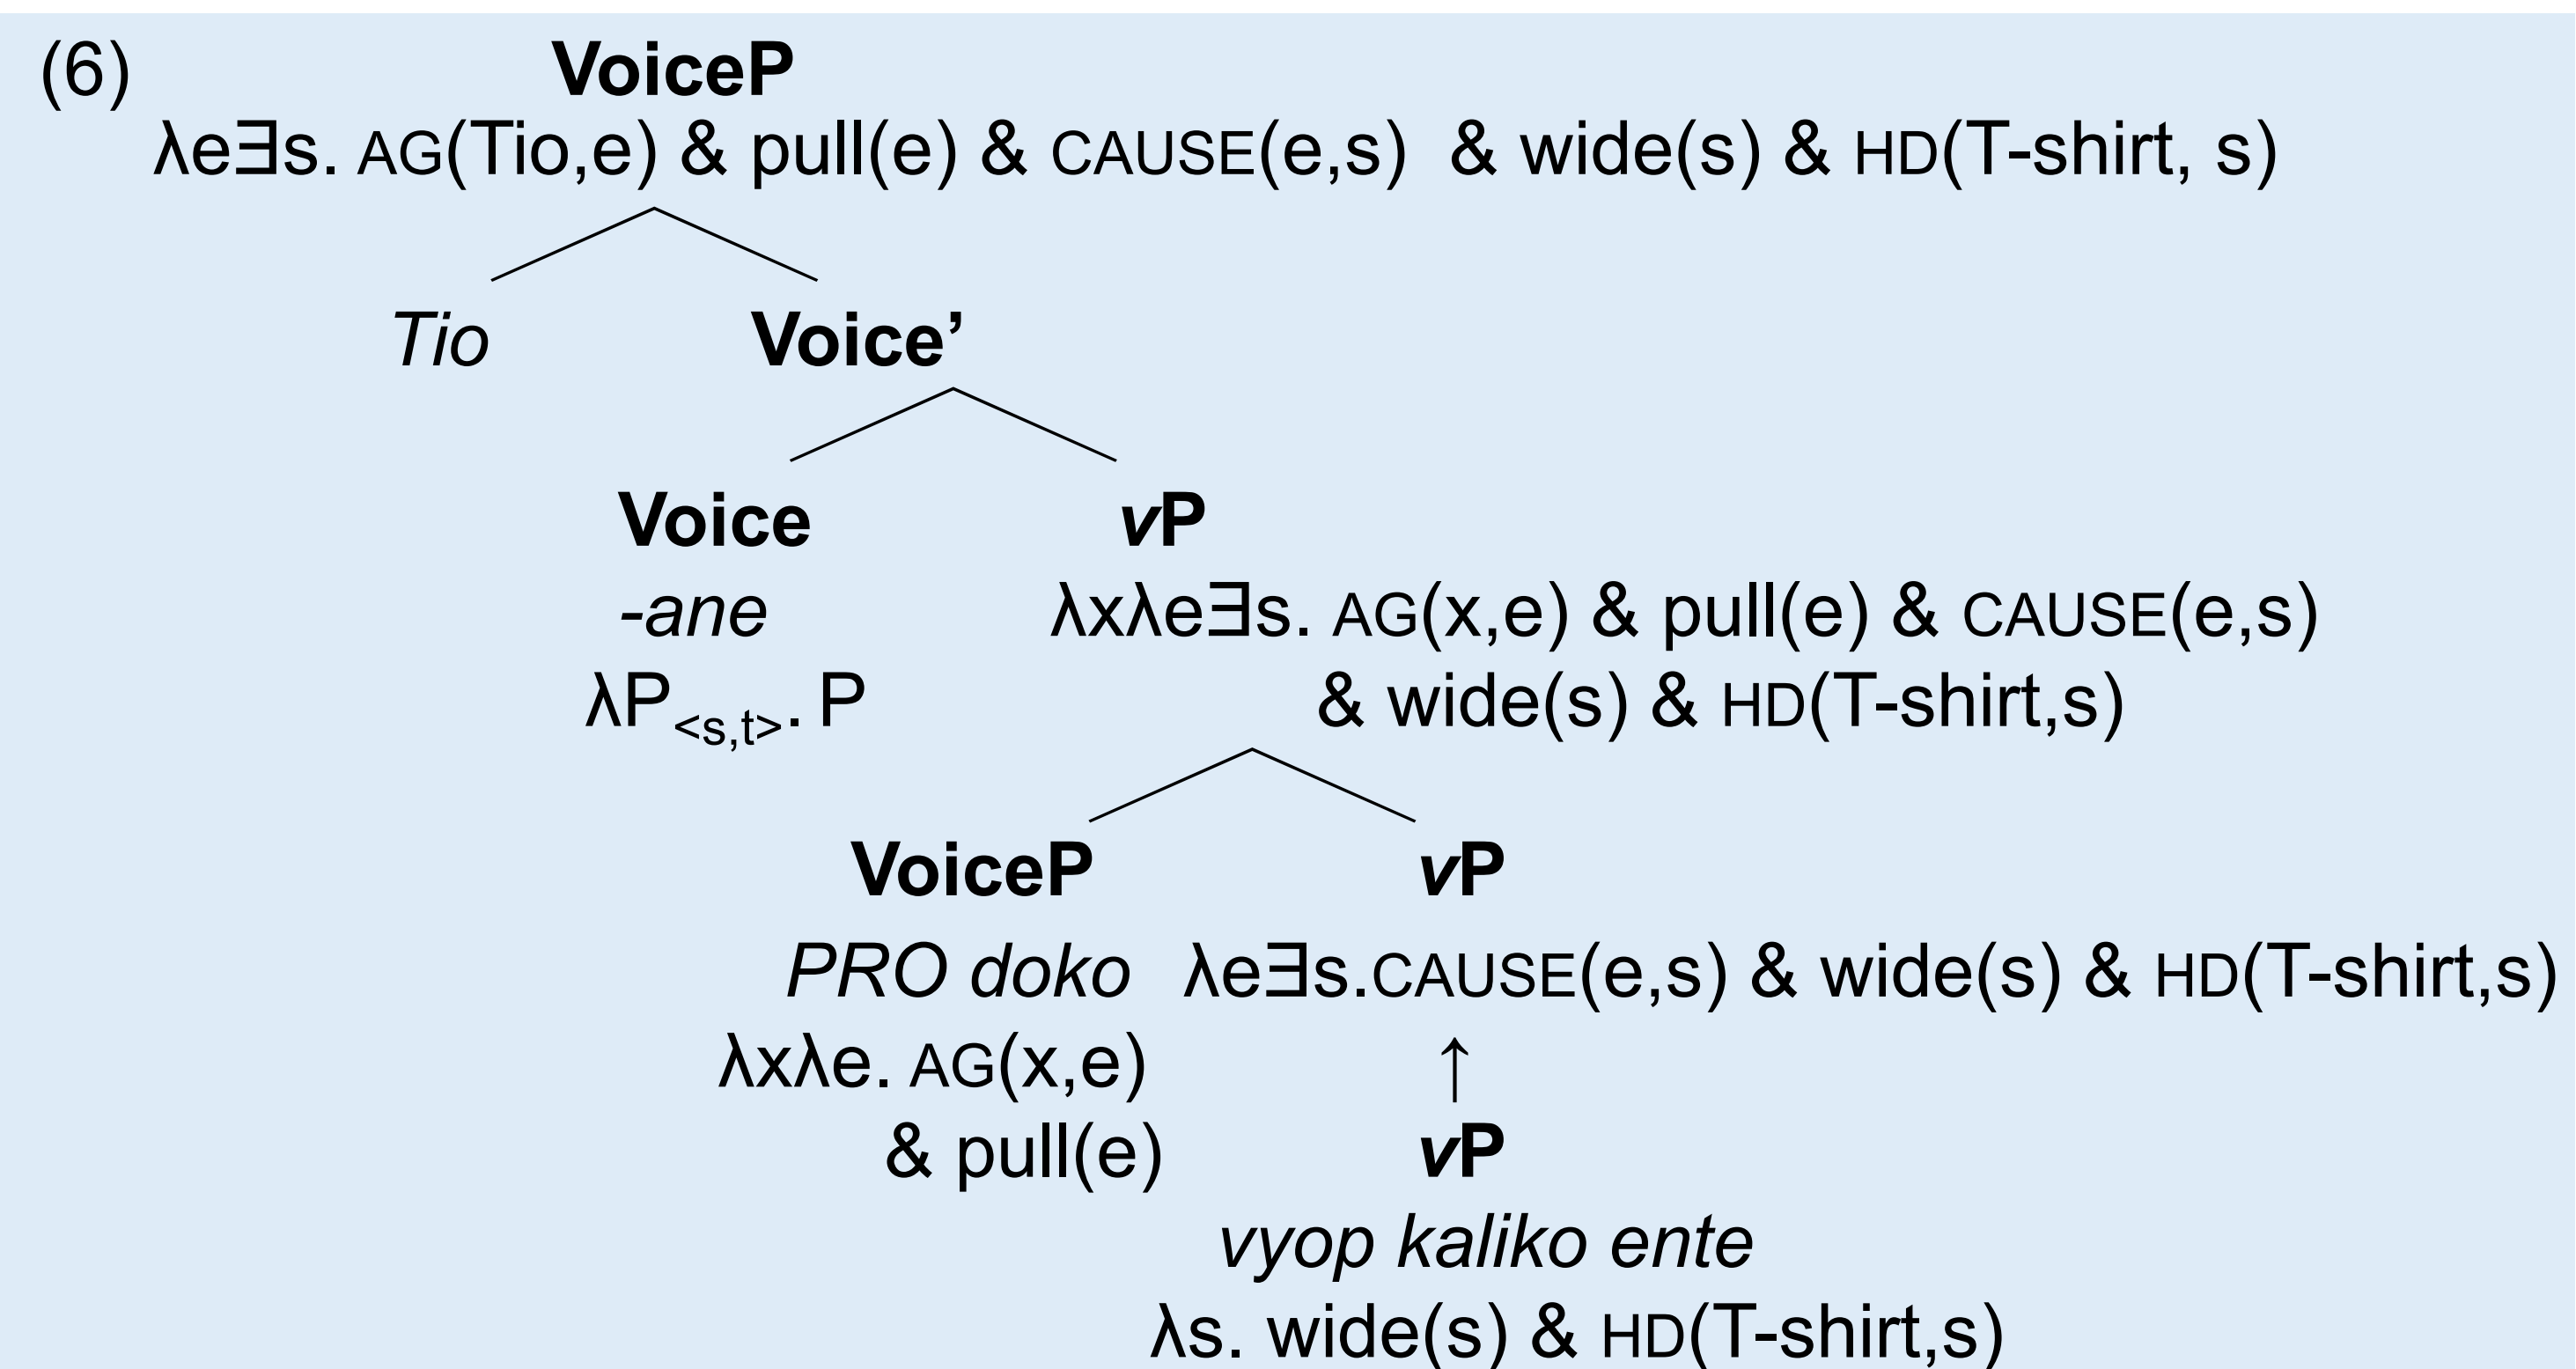 (6) VoiceP
λe∃s. AG(Tio,e) & pull(e) & CAUSE(e,s) & wide(s) & HD(T-shirt, s)
Tio Voice’
Voice vP
-ane λxλe∃s. AG(x,e) & pull(e) & CAUSE(e,s)
λP<s,t>. P & wide(s) & HD(T-shirt,s)
VoiceP vP
PRO doko λe∃s.CAUSE(e,s) & wide(s) & HD(T-shirt,s)
λxλe. AG(x,e) ↑
& pull(e) vP
vyop kaliko ente
λs. wide(s) & HD(T-shirt,s)